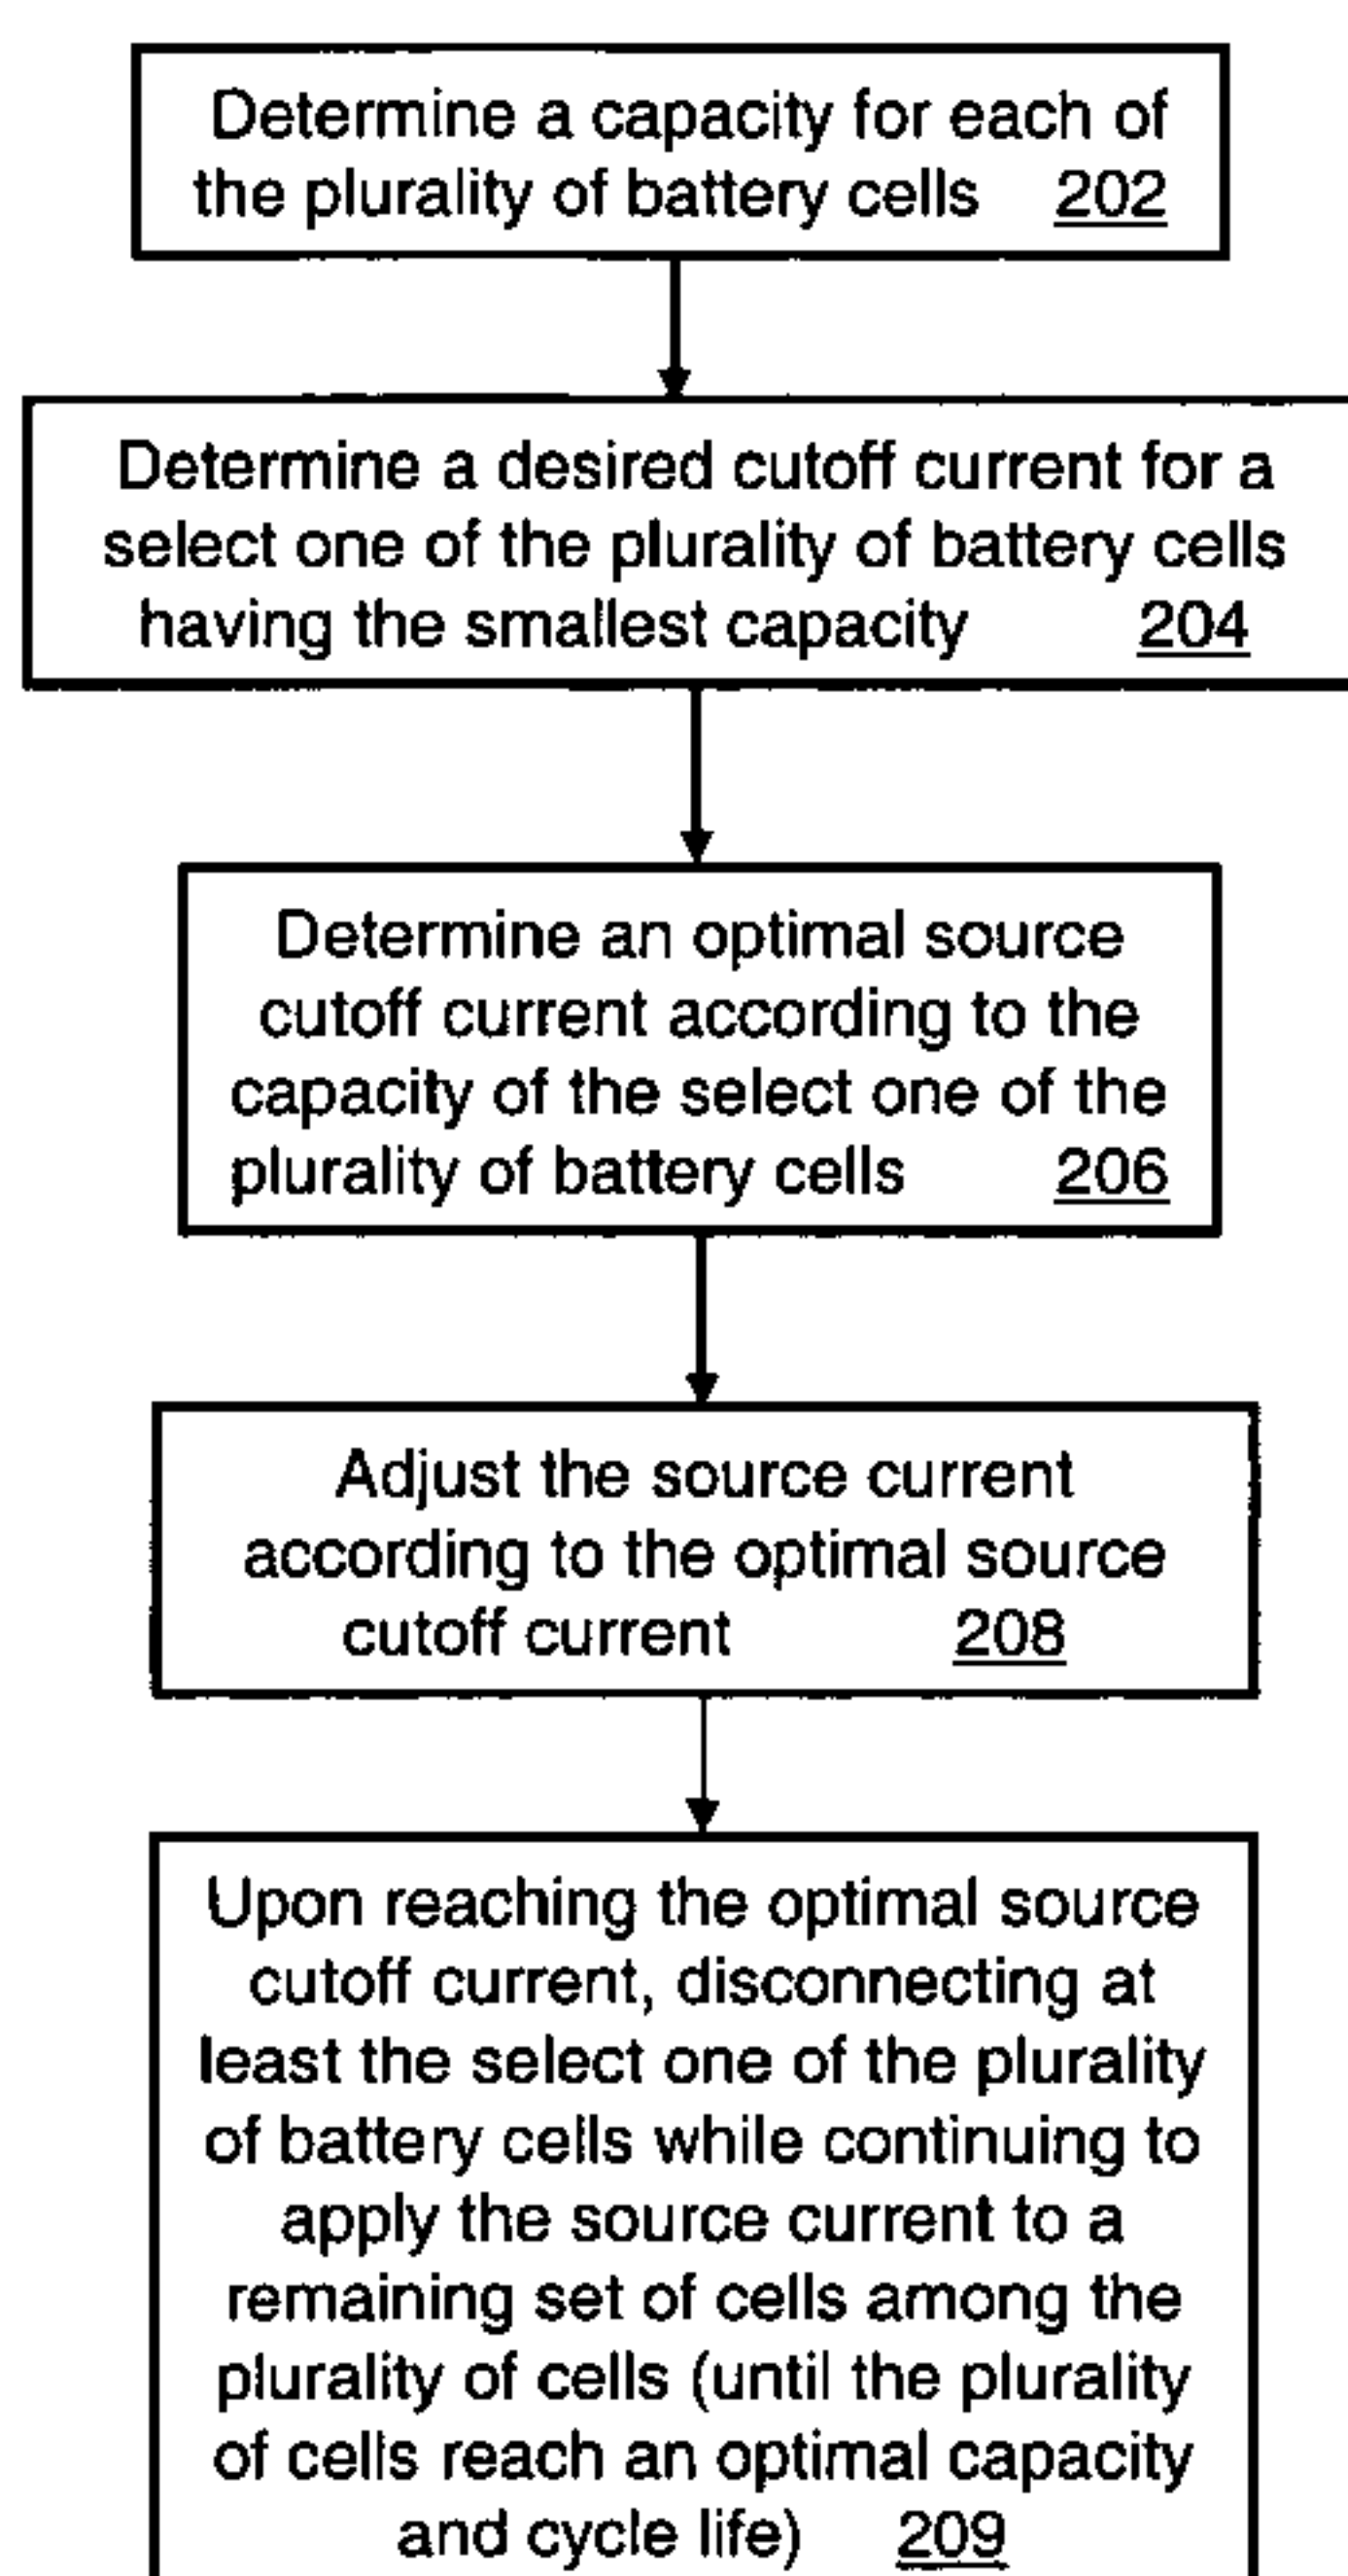 Determine a capacity for each of
the plurality of battery cells 202
Determine a desired cutoff current for a
select one of the plurality of battery cells
having the smallest capacity 204
Determine an optimal source
cutoff current according to the
capacity of the select one of the
plurality of battery cells 206
Adjust the source current
according to the optimal source
cutoff current 208
Upon reaching the optimal source
cutoff current, disconnecting at
least the select one of the plurality
of battery cells while continuing to
apply the source current to a
remaining set of cells among the
plurality of cells (until the plurality
of cells reach an optimal capacity
and cycle life) 209